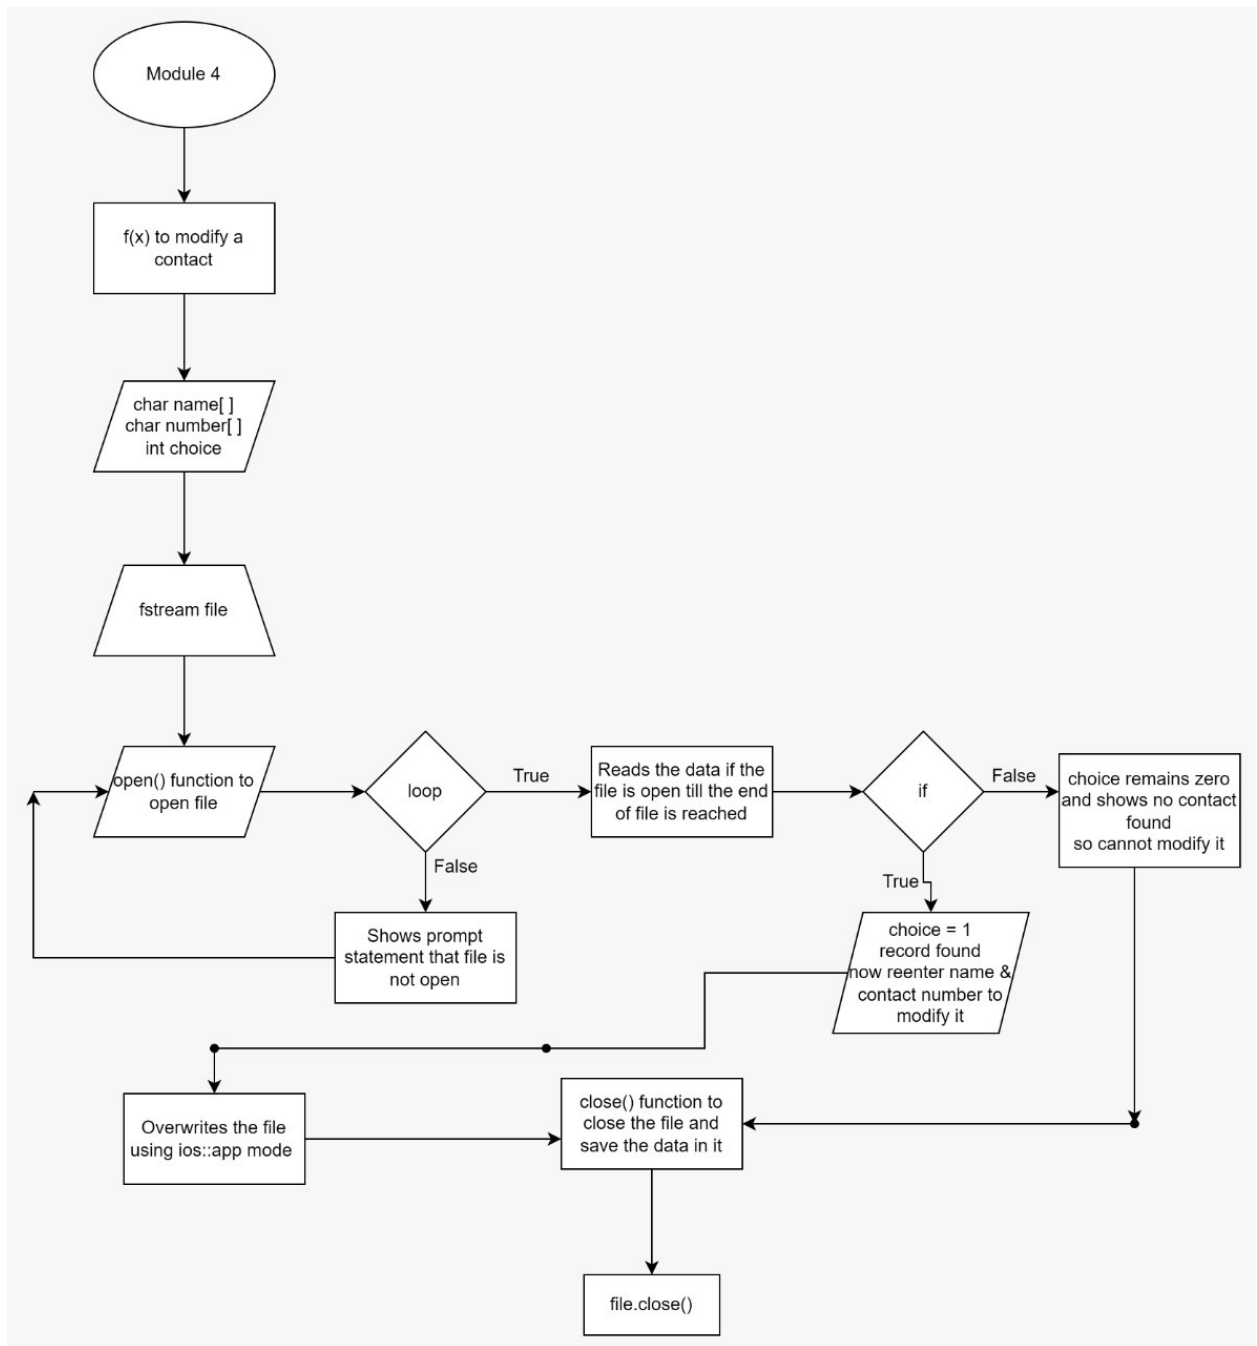 Module 4
f(x) to modify a
contact
char name[ ]
char number[ ]
int choice
fstream file
open() function to
open file
loop
True
Reads the data if the
file is open till the end
of file is reached
if
False
choice remains zero
and shows no contact
found
so cannot modify it
False
True
Shows prompt
statement that file is
not open
choice = 1
record found
now reenter name &
contact number to
modify it
Overwrites the file
using ios::app mode
close() function to
close the file and
save the data in it
file.close()